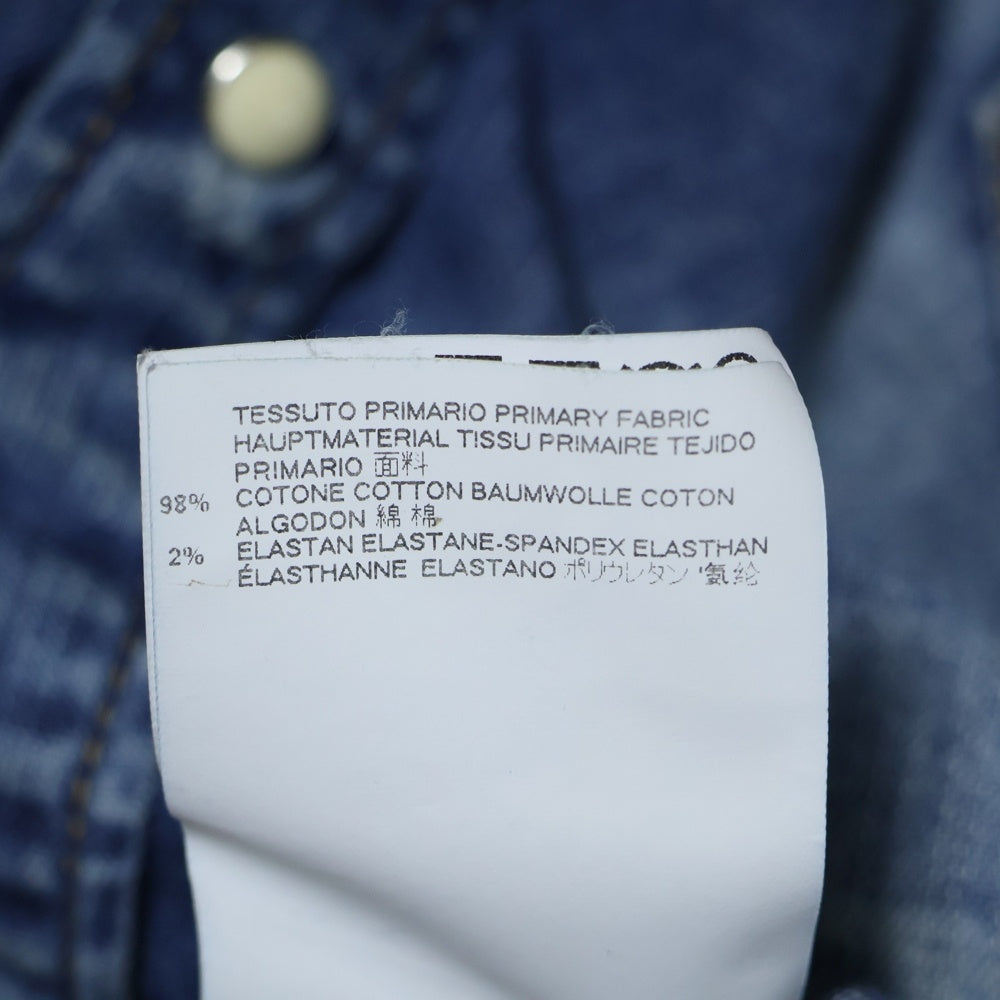 TESSUTO PRIMARIO PRIMARY FABRIC
HAUPTMATERIAL TISSU PRIMAIRE TEJIDO
PRIMARIO 面料
98% COTONE COTTON BAUMWOLLE COTON
ALGODON 綿 棉
2% ELASTAN ELASTANE-SPANDEX ELASTHAN
ÉLASTHANNE ELASTANO ポリウレタン 氨纶